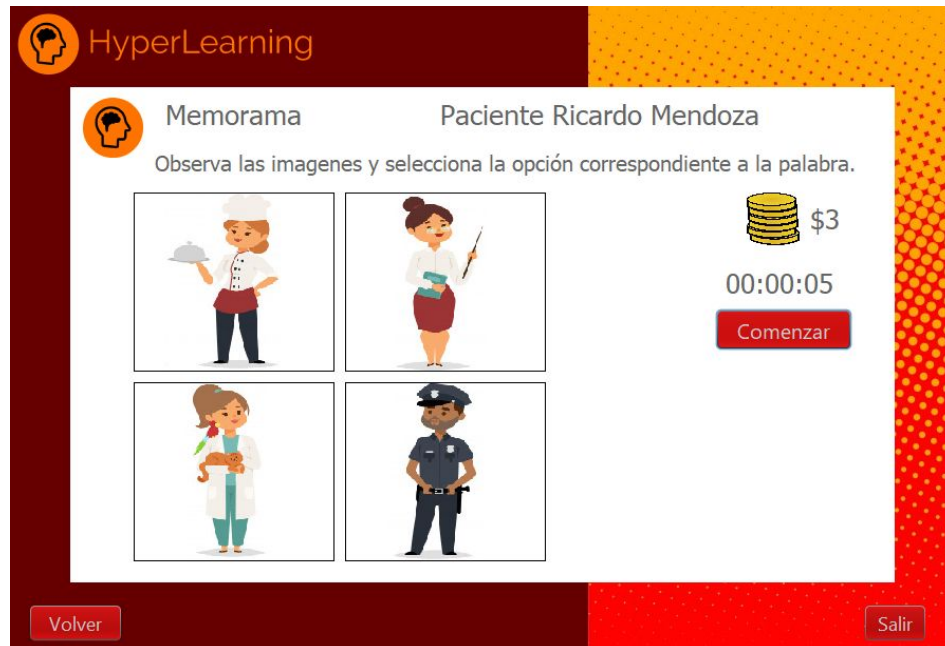 HyperLearning
Memorama
Paciente Ricardo Mendoza
Observa las imagenes y selecciona la opción correspondiente a la palabra.
$3
00:00:05
Comenzar
Volver
Salir